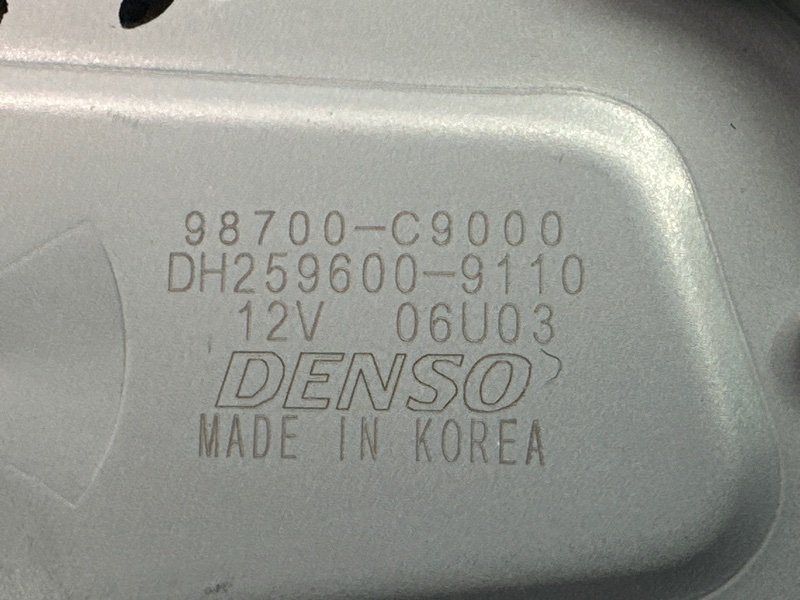 98700-C9000
DH259600-9110
12V 06U03
DENSO
MADE IN KOREA